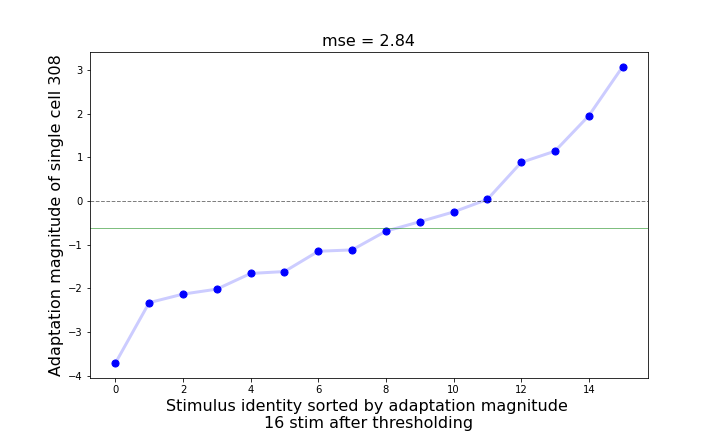 mse = 2.84
Adaptation magnitude of single cell 308
3
2
1
0
−1
−2
−3
−4
0 2 4 6 8 10 12 14
Stimulus identity sorted by adaptation magnitude
16 stim after thresholding